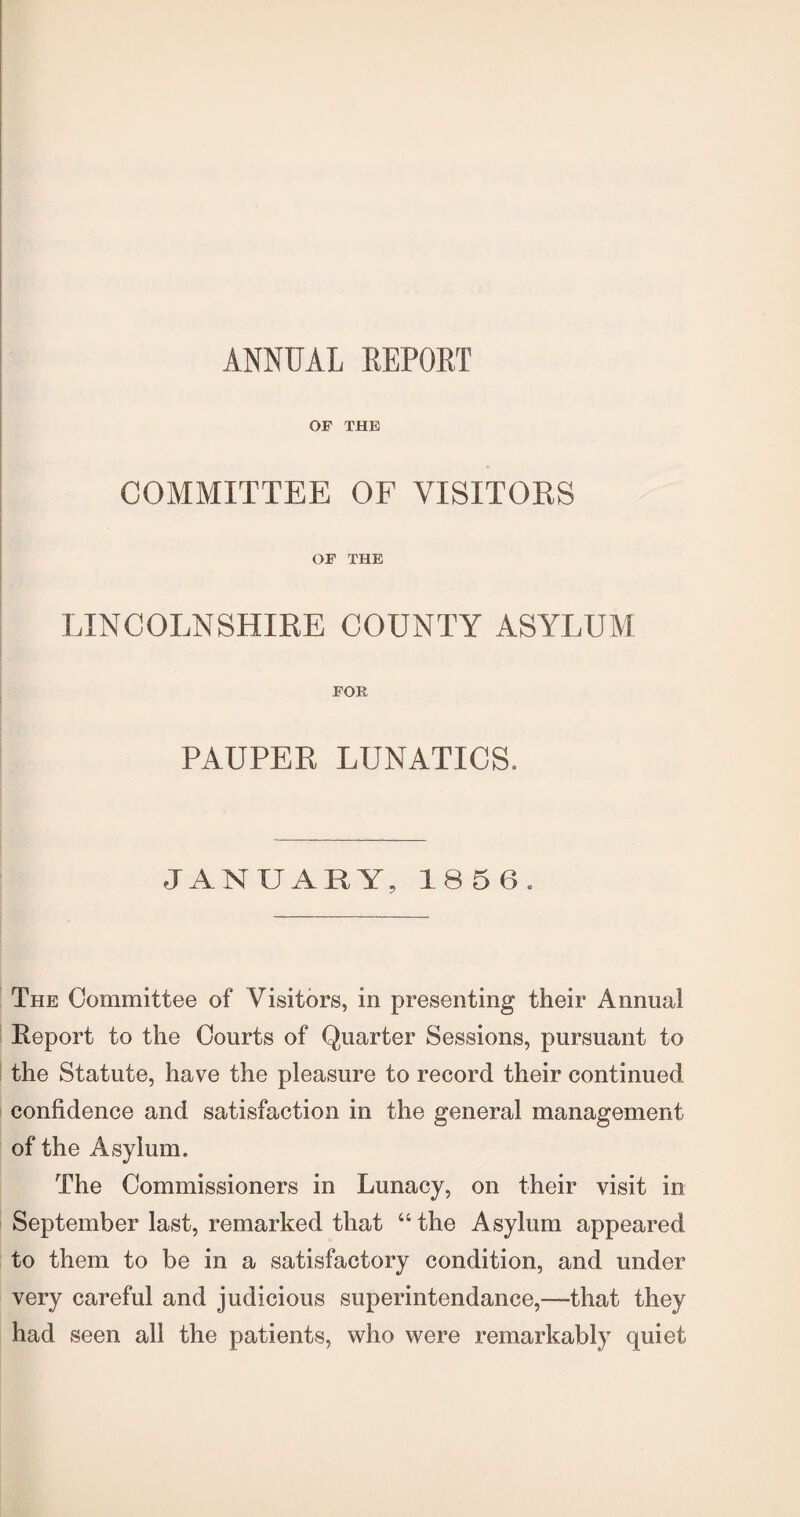 ANNUAL REPORT
OF THE
COMMITTEE OF VISITORS
OF THE
LINCOLNSHIRE COUNTY ASYLUM
FOR
PAUPER LUNATICS.
JANUARY, 1856.
The Committee of Visitors, in presenting their Annual
Report to the Courts of Quarter Sessions, pursuant to
the Statute, have the pleasure to record their continued
confidence and satisfaction in the general management
of the Asylum.
The Commissioners in Lunacy, on their visit in
September last, remarked that “the Asylum appeared
to them to be in a satisfactory condition, and under
very careful and judicious superintendance,—that they
had seen all the patients, who were remarkably quiet